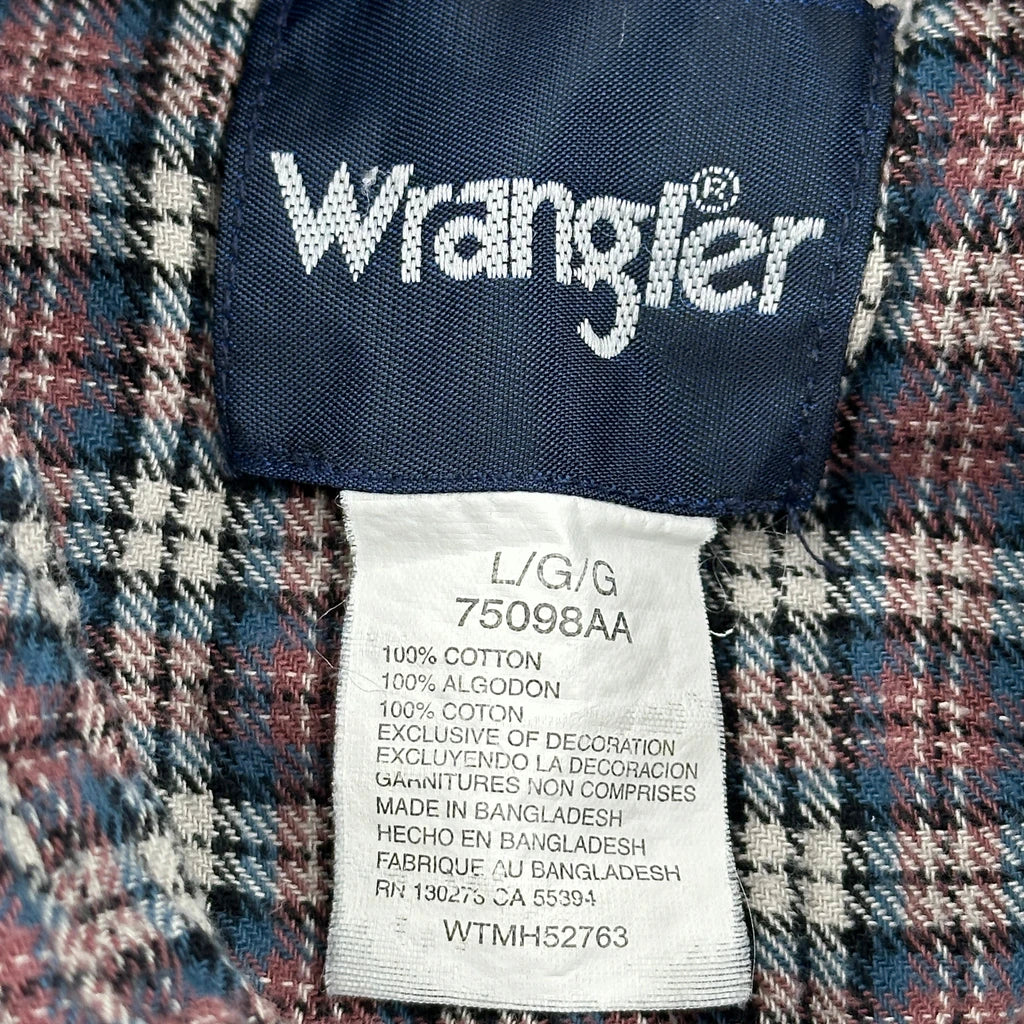 Wrangler®
L/G/G
75098AA
100% COTTON
100% ALGODON
100% COTON
EXCLUSIVE OF DECORATION
EXCLUYENDO LA DECORACION
GARNITURES NON COMPRISES
MADE IN BANGLADESH
HECHO EN BANGLADESH
FABRIQUE AU BANGLADESH
RN 130273 CA 55394
WTMH52763